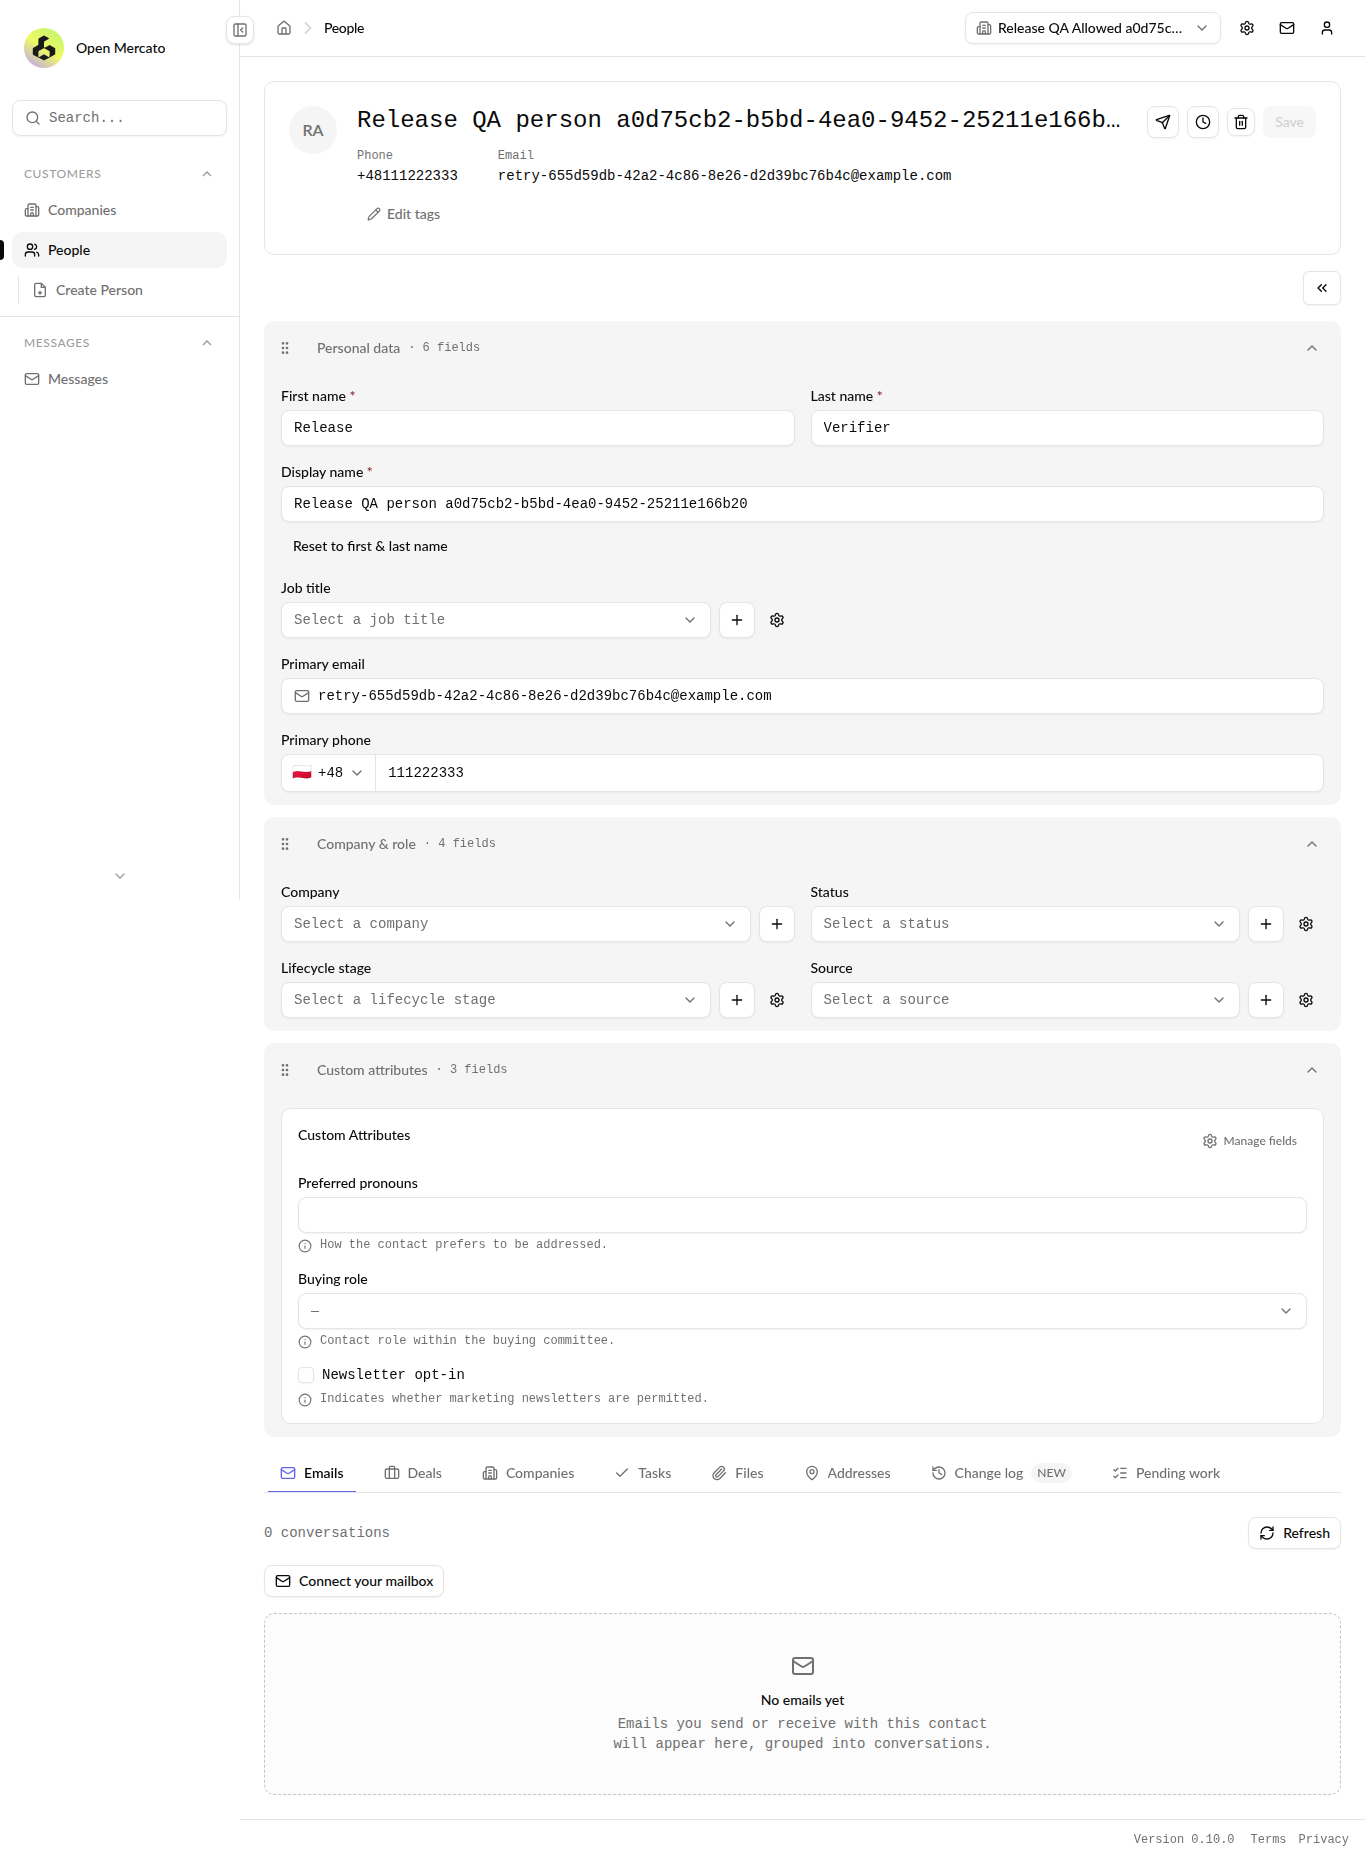 Open Mercato
People
Release QA Allowed a0d75c...
Search...
CUSTOMERS
Companies
People
Create Person
MESSAGES
Messages
RA
Release QA person a0d75cb2-b5bd-4ea0-9452-25211e166b...
Save
Phone
Email
+48111222333
retry-655d59db-42a2-4c86-8e26-d2d39bc76b4c@example.com
Edit tags
Personal data · 6 fields
First name *
Last name *
Release
Verifier
Display name *
Release QA person a0d75cb2-b5bd-4ea0-9452-25211e166b20
Reset to first & last name
Job title
Select a job title
Primary email
retry-655d59db-42a2-4c86-8e26-d2d39bc76b4c@example.com
Primary phone
+48
111222333
Company & role · 4 fields
Company
Status
Select a company
Select a status
Lifecycle stage
Source
Select a lifecycle stage
Select a source
Custom attributes · 3 fields
Custom Attributes
Manage fields
Preferred pronouns
How the contact prefers to be addressed.
Buying role
—
Contact role within the buying committee.
Newsletter opt-in
Indicates whether marketing newsletters are permitted.
Emails
Deals
Companies
Tasks
Files
Addresses
Change log NEW
Pending work
0 conversations
Refresh
Connect your mailbox
No emails yet
Emails you send or receive with this contact
will appear here, grouped into conversations.
Version 0.10.0
Terms
Privacy